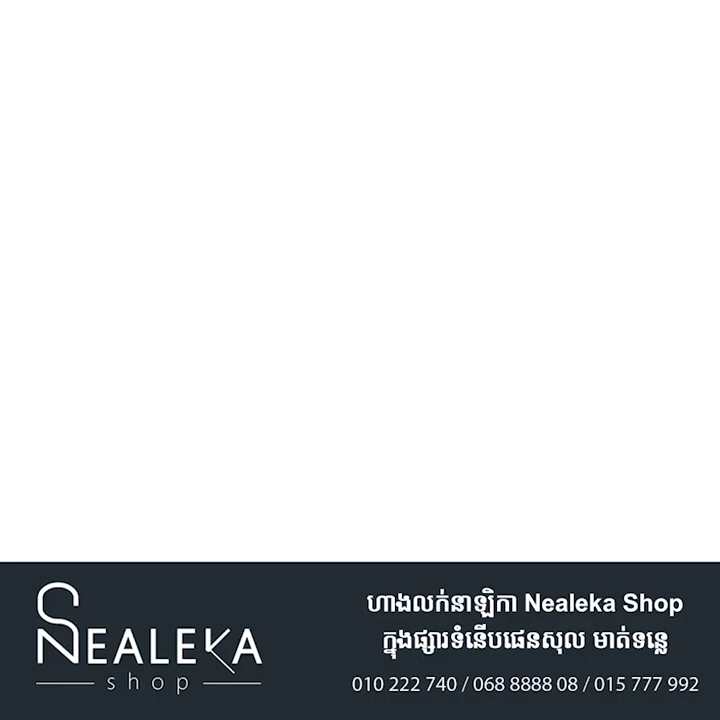 NEALEKA
shop
ហាងលក់នាឡិកា Nealeka Shop
ក្នុងផ្សារទំនើបផេនសុល មាត់ទន្លេ
010 222 740 / 068 8888 08 / 015 777 992